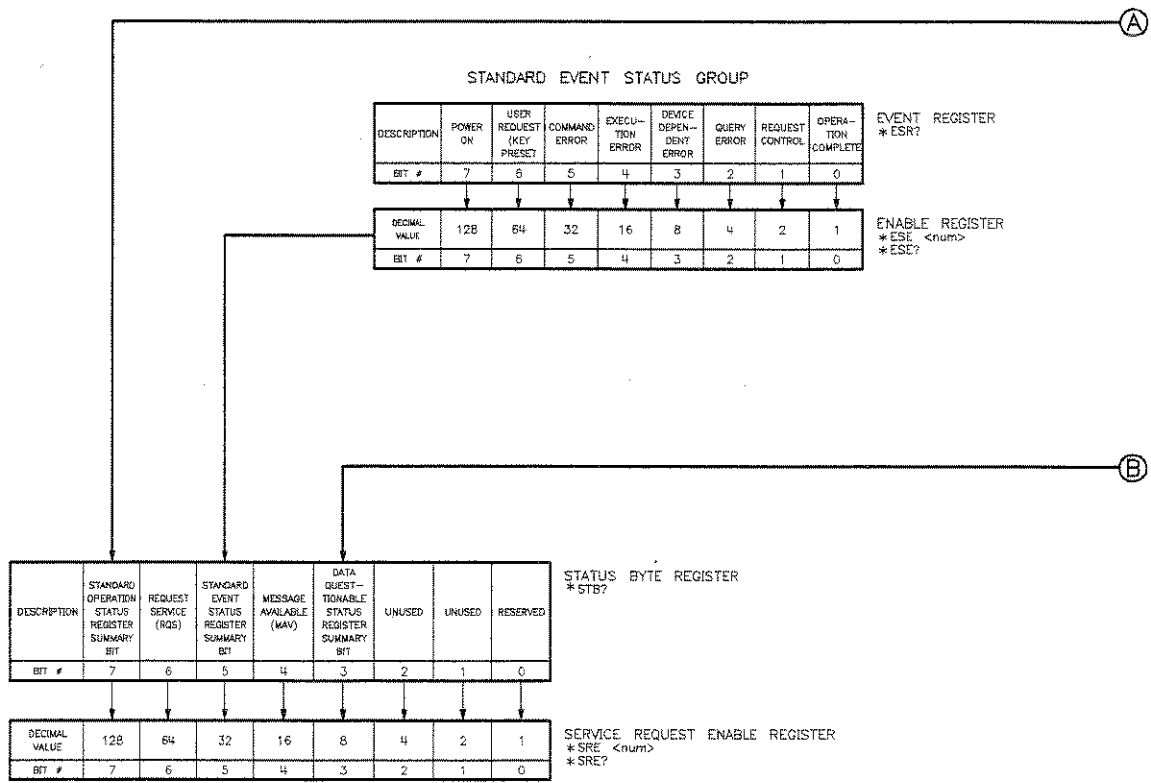 A
STANDARD EVENT STATUS GROUP
DESCRIPTION POWER ON USER REQUEST (KEY PRESET) COMMAND ERROR EXECU-TION ERROR DEVICE DEPEN-DENT ERROR QUERY ERROR REQUEST CONTROL OPERA-TION COMPLETE
BIT # 7 6 5 4 3 2 1 0
EVENT REGISTER
*ESR?
DECIMAL VALUE 128 64 32 16 8 4 2 1
BIT # 7 6 5 4 3 2 1 0
ENABLE REGISTER
*ESE <num>
*ESE?
B
DESCRIPTION STANDARD OPERATION STATUS REGISTER SUMMARY BIT REQUEST SERVICE (RQS) STANDARD EVENT STATUS REGISTER SUMMARY BIT MESSAGE AVAILABLE (MAV) DATA QUEST-TIONABLE STATUS REGISTER SUMMARY BIT UNUSED UNUSED RESERVED
BIT # 7 6 5 4 3 2 1 0
STATUS BYTE REGISTER
*STB?
DECIMAL VALUE 128 64 32 16 8 4 2 1
BIT # 7 6 5 4 3 2 1 0
SERVICE REQUEST ENABLE REGISTER
*SRE <num>
*SRE?